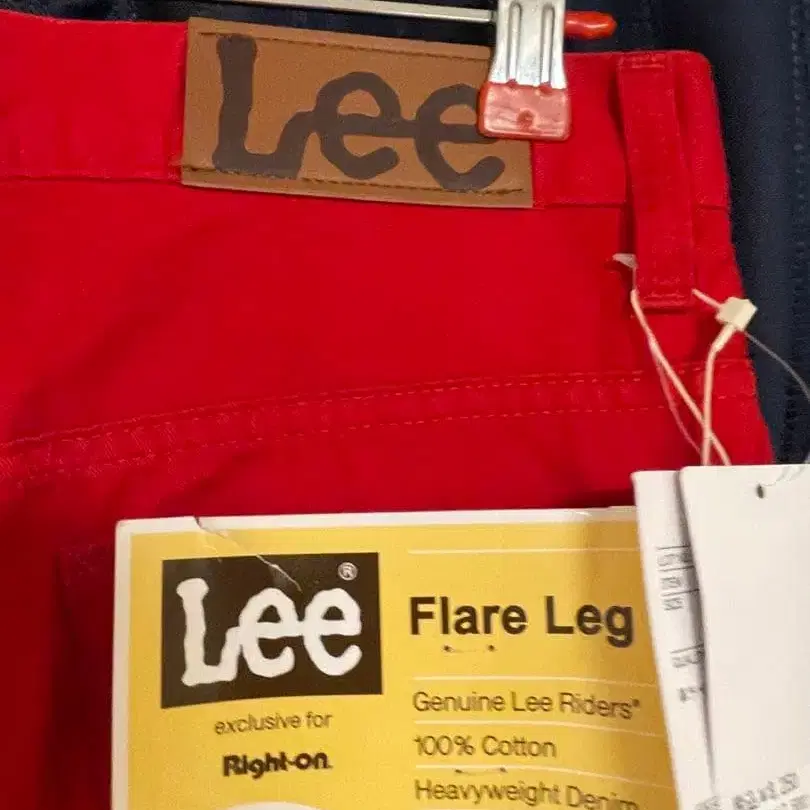 Lee
Lee®
exclusive for
Right-on.
Flare Leg
Genuine Lee Riders®
100% Cotton
Heavyweight Denim